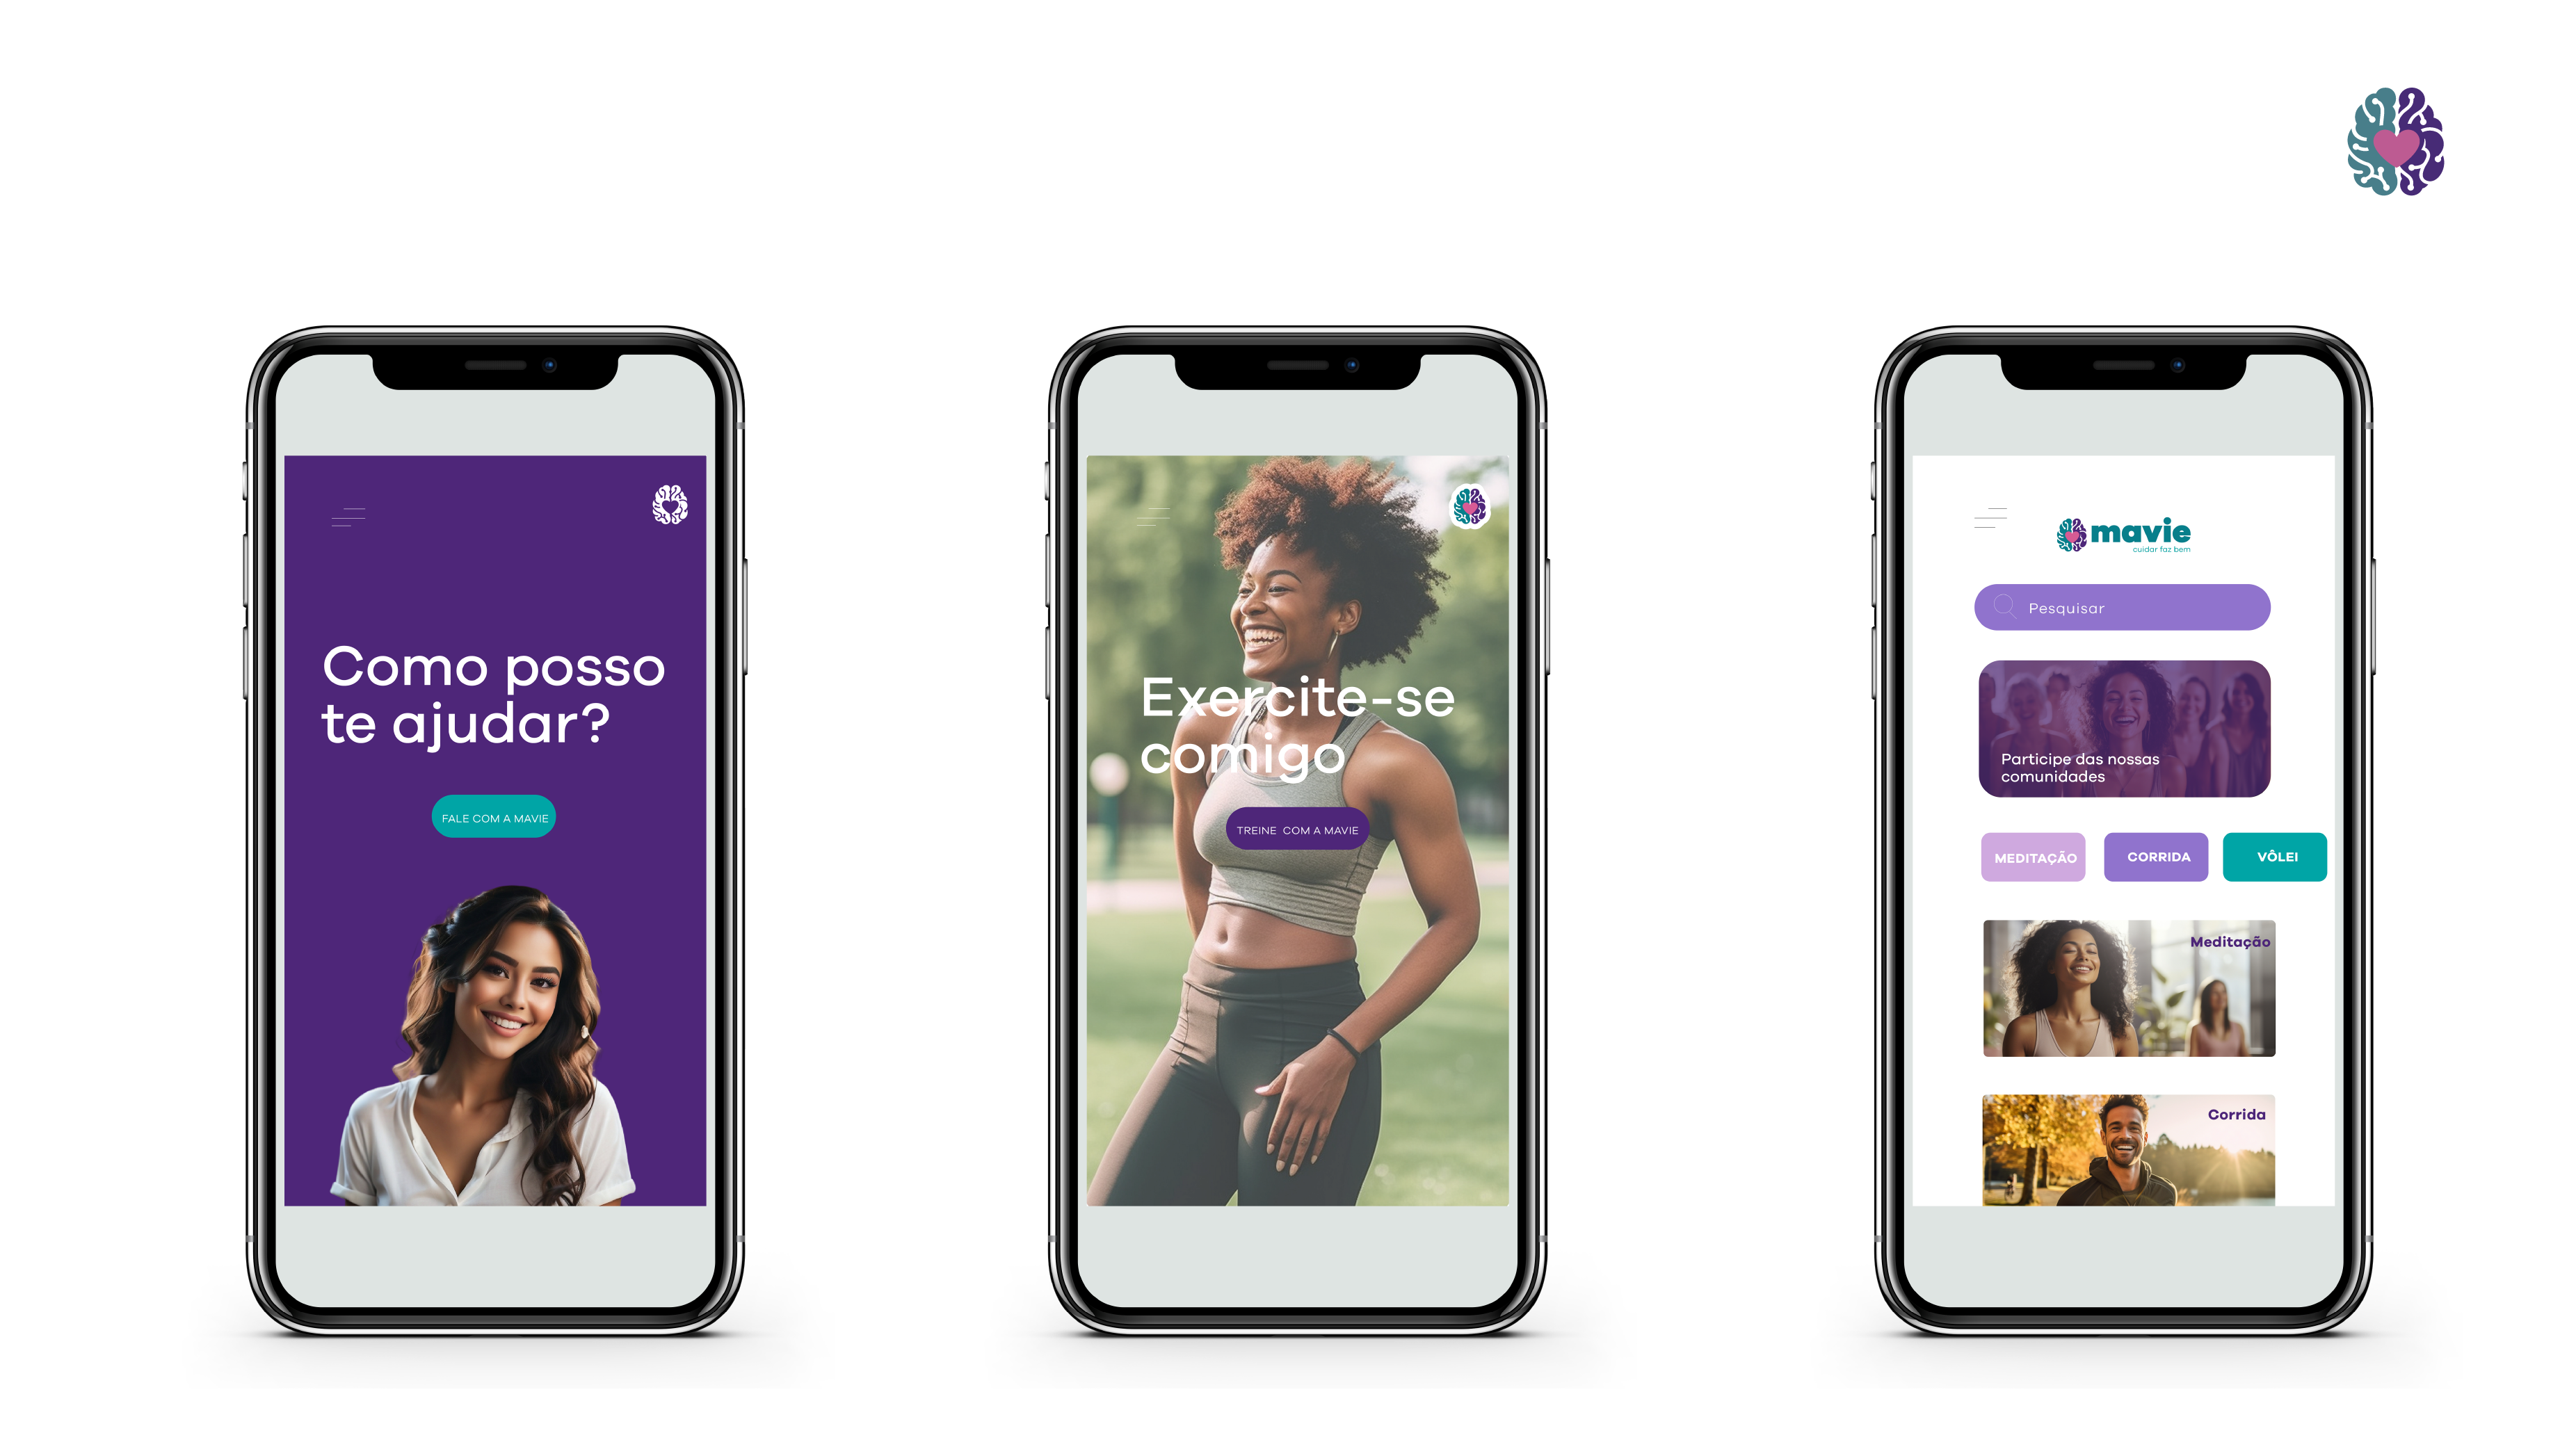 Como posso
te ajudar?
FALE COM A MAVIE
Exercite-se
comigo
TREINE COM A MAVIE
mavie
cuidar faz bem
Pesquisar
Participe das nossas
comunidades
MEDITAÇÃO
CORRIDA
VÔLEI
Meditação
Corrida